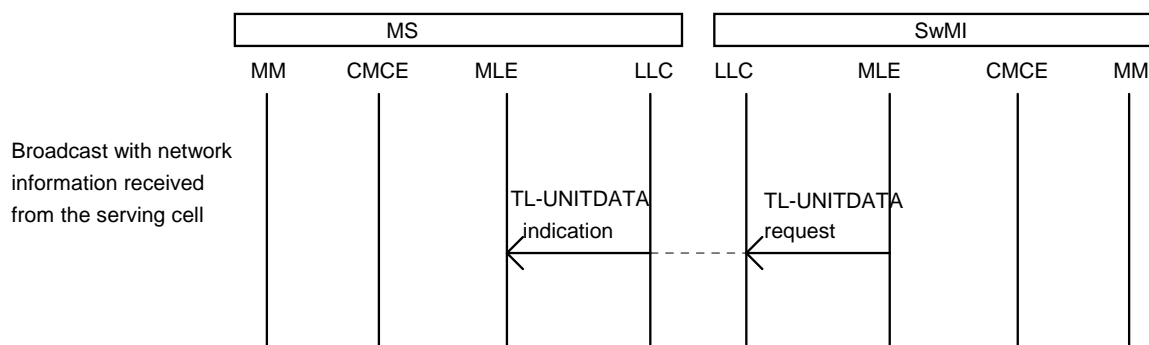 MS
SwMI
MM CMCE MLE LLC LLC MLE CMCE MM
Broadcast with network
information received
from the serving cell
TL-UNITDATA
indication
TL-UNITDATA
request